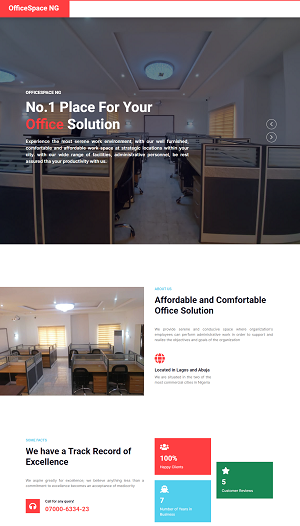 OfficeSpace NG
OFFICESPACE NG
No.1 Place For Your
Office Solution
Experience the most serene work environment, with our well furnished,
comfortable and affordable work space at strategic locations within your
city, with our wide range of facilities, administrative personnel, be rest
assured tha your productivity with us.
ABOUT US
Affordable and Comfortable
Office Solution
We provide serene and conducive space where organization's
employees can perform administrative work in order to support and
realize the objectives and goals of the organization
Located in Lagos and Abuja
We are situated in the two of the
most commercial cities in Nigeria
SOME FACTS
We have a Track Record of
Excellence
We aspire greatly for excellence, we believe anything less than a
commitment to excellence becomes an acceptance of mediocrity
Call for any query!
07000-6334-23
100%
Happy Clients
5
Customer Reviews
7
Number of Years in
Business